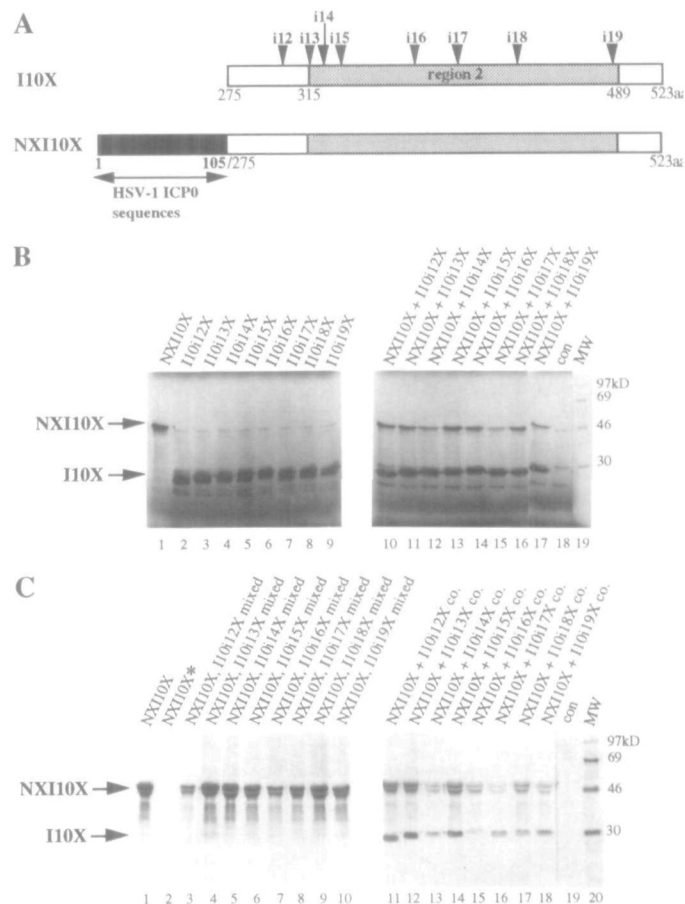 A
i14
i12 i13 i15 i16 i17 i18 i19
I10X
region 2
275 315 489 523aa
NXI10X
1 105/275 523aa
HSV-1 ICP0
sequences
B
NXI10X
I10i12X
I10i13X
I10i14X
I10i15X
I10i16X
I10i17X
I10i18X
I10i19X
NXI10X + I10i12X
NXI10X + I10i13X
NXI10X + I10i14X
NXI10X + I10i15X
NXI10X + I10i16X
NXI10X + I10i17X
NXI10X + I10i18X
NXI10X + I10i19X
con
MW
97kD
69
NXI10X
46
I10X
30
1 2 3 4 5 6 7 8 9 10 11 12 13 14 15 16 17 18 19
C
NXI10X
NXI10X*
NXI10X, I10i12X mixed
NXI10X, I10i13X mixed
NXI10X, I10i14X mixed
NXI10X, I10i15X mixed
NXI10X, I10i16X mixed
NXI10X, I10i17X mixed
NXI10X, I10i18X mixed
NXI10X, I10i19X mixed
NXI10X + I10i12X co.
NXI10X + I10i13X co.
NXI10X + I10i14X co.
NXI10X + I10i15X co.
NXI10X + I10i16X co.
NXI10X + I10i17X co.
NXI10X + I10i18X co.
NXI10X + I10i19X co.
con
MW
97kD
69
NXI10X
46
I10X
30
1 2 3 4 5 6 7 8 9 10 11 12 13 14 15 16 17 18 19 20